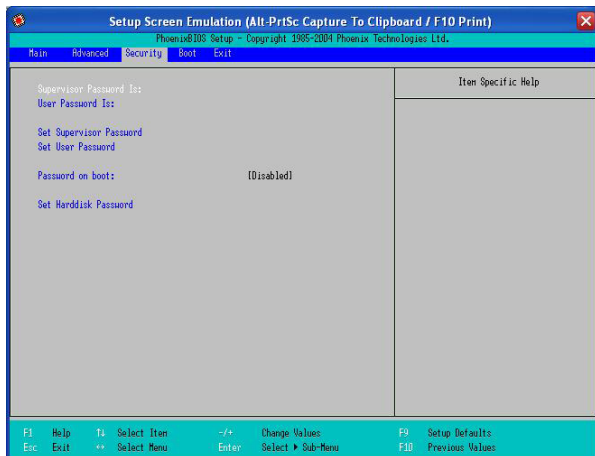 Setup Screen Emulation (Alt-PrtSc Capture To Clipboard / F10 Print)
PhoenixBIOS Setup - Copyright 1985-2004 Phoenix Technologies Ltd.
Main Advanced Security Boot Exit
Item Specific Help
Supervisor Password Is:
User Password Is:
Set Supervisor Password
Set User Password
Password on boot: [Disabled]
Set Harddisk Password
F1 Help ↑↓ Select Item -/+ Change Values F9 Setup Defaults
Esc Exit ↔ Select Menu Enter Select ▶ Sub-Menu F10 Previous Values